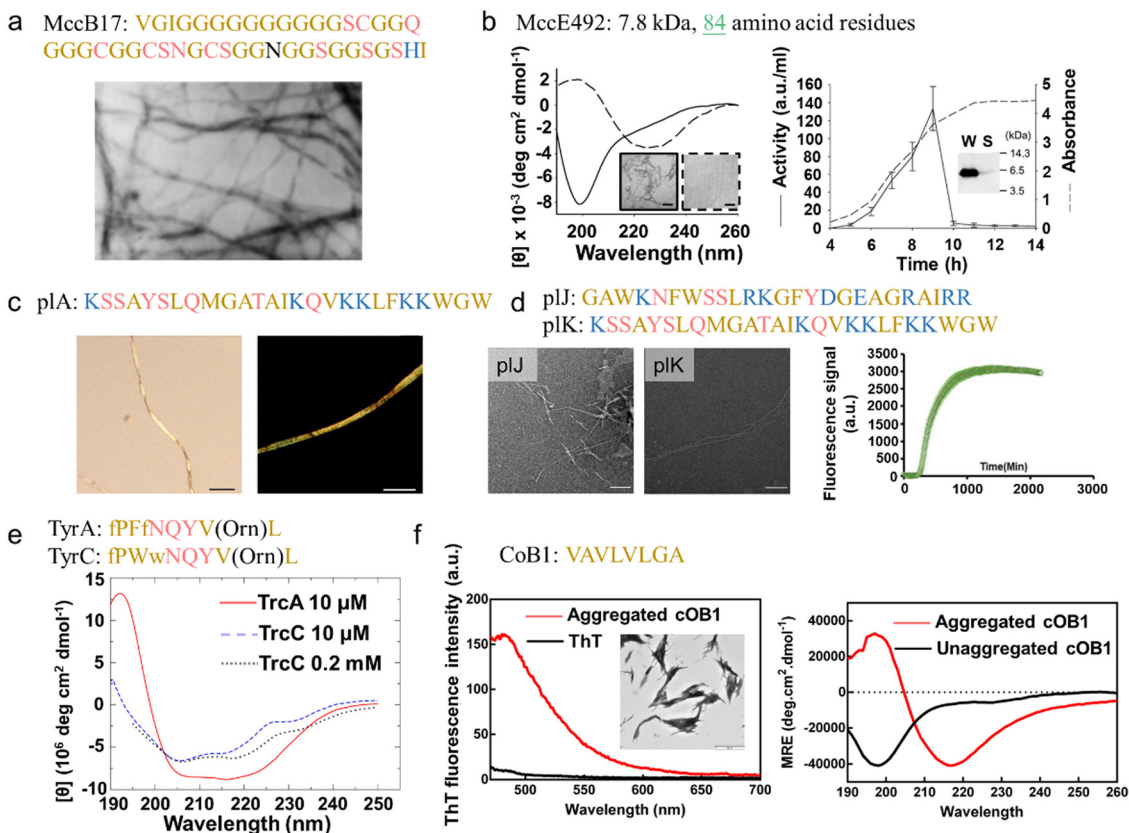 a
MccB17: VGIGGGGGGGGGSCGGQ
GGGCGGCSNGCSGGNGGSGGSGSHI
b
MccE492: 7.8 kDa, 84 amino acid residues
[θ] x 10⁻³ (deg cm² dmol⁻¹)
2
0
-2
-4
-6
-8
200 220 240 260
Wavelength (nm)
Activity (a.u./ml)
160
140
120
100
80
60
40
20
0
W S (kDa)
14.3
6.5
3.5
5
4
3
2
1
0
Absorbance
4 6 8 10 12 14
Time (h)
c
plA: KSSAYSLQMGATAIKQVKKLFKKWGW
d
plJ: GAWKNFWSSLRKGFYDGEAGRAIRR
plK: KSSAYSLQMGATAIKQVKKLFKKWGW
plJ
plK
Fluorescence signal
(a.u.)
3500
3000
2500
2000
1500
1000
500
0
Time(Min)
0 1000 2000 3000
e
TyrA: fPFfNQYV(Orn)L
TyrC: fPWwNQYV(Orn)L
[θ] (10⁶ deg cm² dmol⁻¹)
15
10
5
0
-5
-10
TrcA 10 µM
TrcC 10 µM
TrcC 0.2 mM
190 200 210 220 230 240 250
Wavelength (nm)
f
CoB1: VAVLVLGA
ThT fluorescence intensity (a.u.)
200
150
100
50
0
Aggregated cOB1
ThT
500 550 600 650 700
Wavelength (nm)
MRE (deg.cm².dmol⁻¹)
40000
20000
0
-20000
-40000
Aggregated cOB1
Unaggregated cOB1
190 200 210 220 230 240 250 260
Wavelength